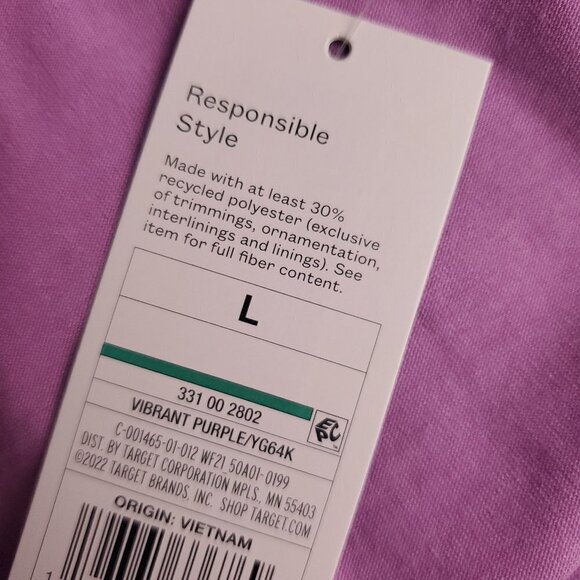 Responsible
Style
Made with at least 30%
recycled polyester (exclusive
of trimmings, ornamentation,
interlinings and linings). See
item for full fiber content.
L
331 00 2802
VIBRANT PURPLE/YG64K
EPC
C-001465-01-012 WF21 50A01-0199
DIST. BY TARGET CORPORATION MPLS, MN 55403
©2022 TARGET BRANDS, INC. SHOP TARGET.COM
ORIGIN: VIETNAM
1